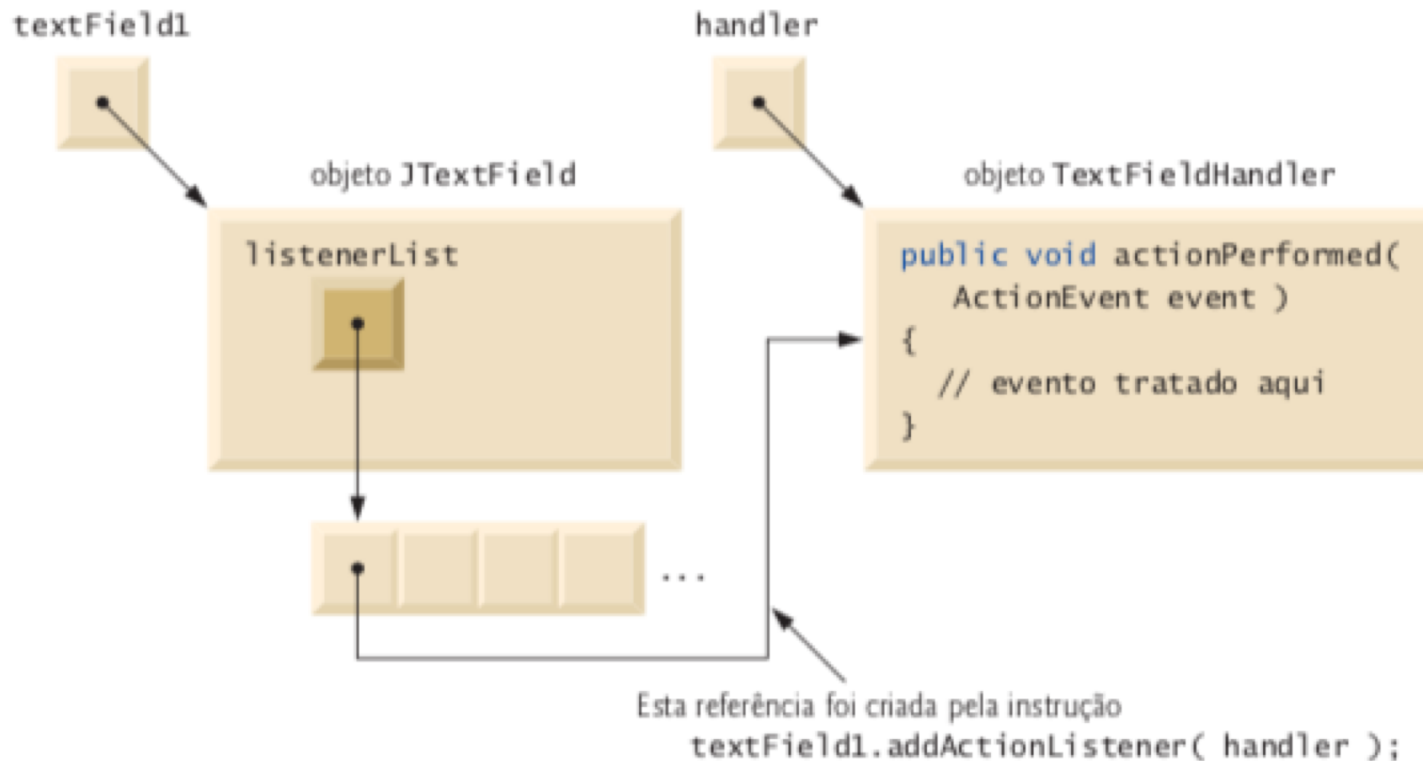 textField1
handler
objeto JTextField
objeto TextFieldHandler
listenerList
public void actionPerformed(
ActionEvent event )
{
// evento tratado aqui
}
...
Esta referência foi criada pela instrução
textField1.addActionListener( handler );